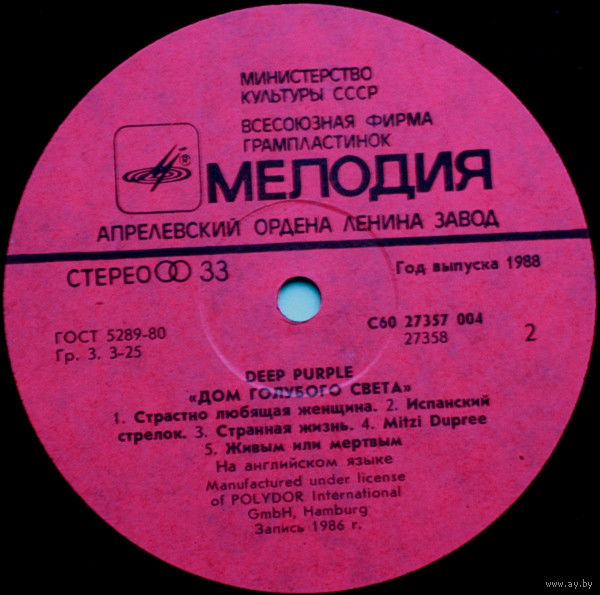 МИНИСТЕРСТВО
КУЛЬТУРЫ СССР
ВСЕСОЮЗНАЯ ФИРМА
ГРАМПЛАСТИНОК
®
МЕЛОДИЯ
АПРЕЛЕВСКИЙ ОРДЕНА ЛЕНИНА ЗАВОД
СТЕРЕО 33
Год выпуска 1988
ГОСТ 5289-80
Гр. 3. 3-25
С60 27357 004
27358
2
DEEP PURPLE
«ДОМ ГОЛУБОГО СВЕТА»
1. Страстно любящая женщина. 2. Испанский
стрелок. 3. Странная жизнь. 4. Mitzi Dupree
5. Живым или мертвым
На английском языке
Manufactured under license
of POLYDOR International
GmbH, Hamburg
Запись 1986 г.
www.ay.by